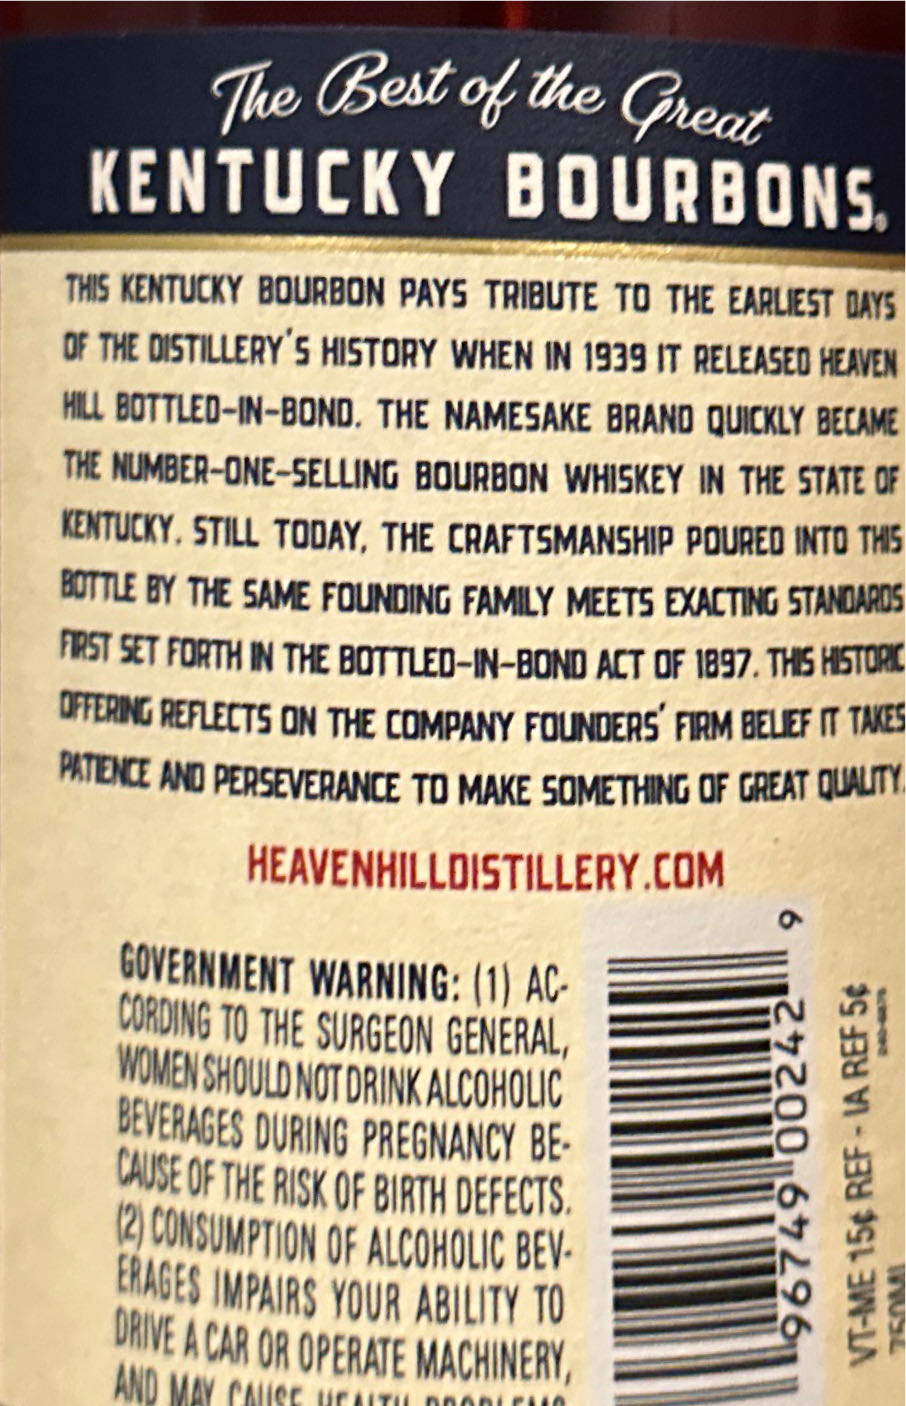 The Best of the Great
KENTUCKY BOURBONS®
THIS KENTUCKY BOURBON PAYS TRIBUTE TO THE EARLIEST DAYS
OF THE DISTILLERY'S HISTORY WHEN IN 1939 IT RELEASED HEAVEN
HILL BOTTLED-IN-BOND. THE NAMESAKE BRAND QUICKLY BECAME
THE NUMBER-ONE-SELLING BOURBON WHISKEY IN THE STATE OF
KENTUCKY. STILL TODAY, THE CRAFTSMANSHIP POURED INTO THIS
BOTTLE BY THE SAME FOUNDING FAMILY MEETS EXACTING STANDARDS
FIRST SET FORTH IN THE BOTTLED-IN-BOND ACT OF 1897. THIS HISTORIC
OFFERING REFLECTS ON THE COMPANY FOUNDERS' FIRM BELIEF IT TAKES
PATIENCE AND PERSEVERANCE TO MAKE SOMETHING OF GREAT QUALITY.
HEAVENHILLDISTILLERY.COM
GOVERNMENT WARNING: (1) AC-
CORDING TO THE SURGEON GENERAL,
WOMEN SHOULD NOT DRINK ALCOHOLIC
BEVERAGES DURING PREGNANCY BE-
CAUSE OF THE RISK OF BIRTH DEFECTS.
(2) CONSUMPTION OF ALCOHOLIC BEV-
ERAGES IMPAIRS YOUR ABILITY TO
DRIVE A CAR OR OPERATE MACHINERY,
AND MAY CAUSE HEALTH PROBLEMS
96749 00242 9
VT-ME 15¢ REF - IA REF 5¢
750ML